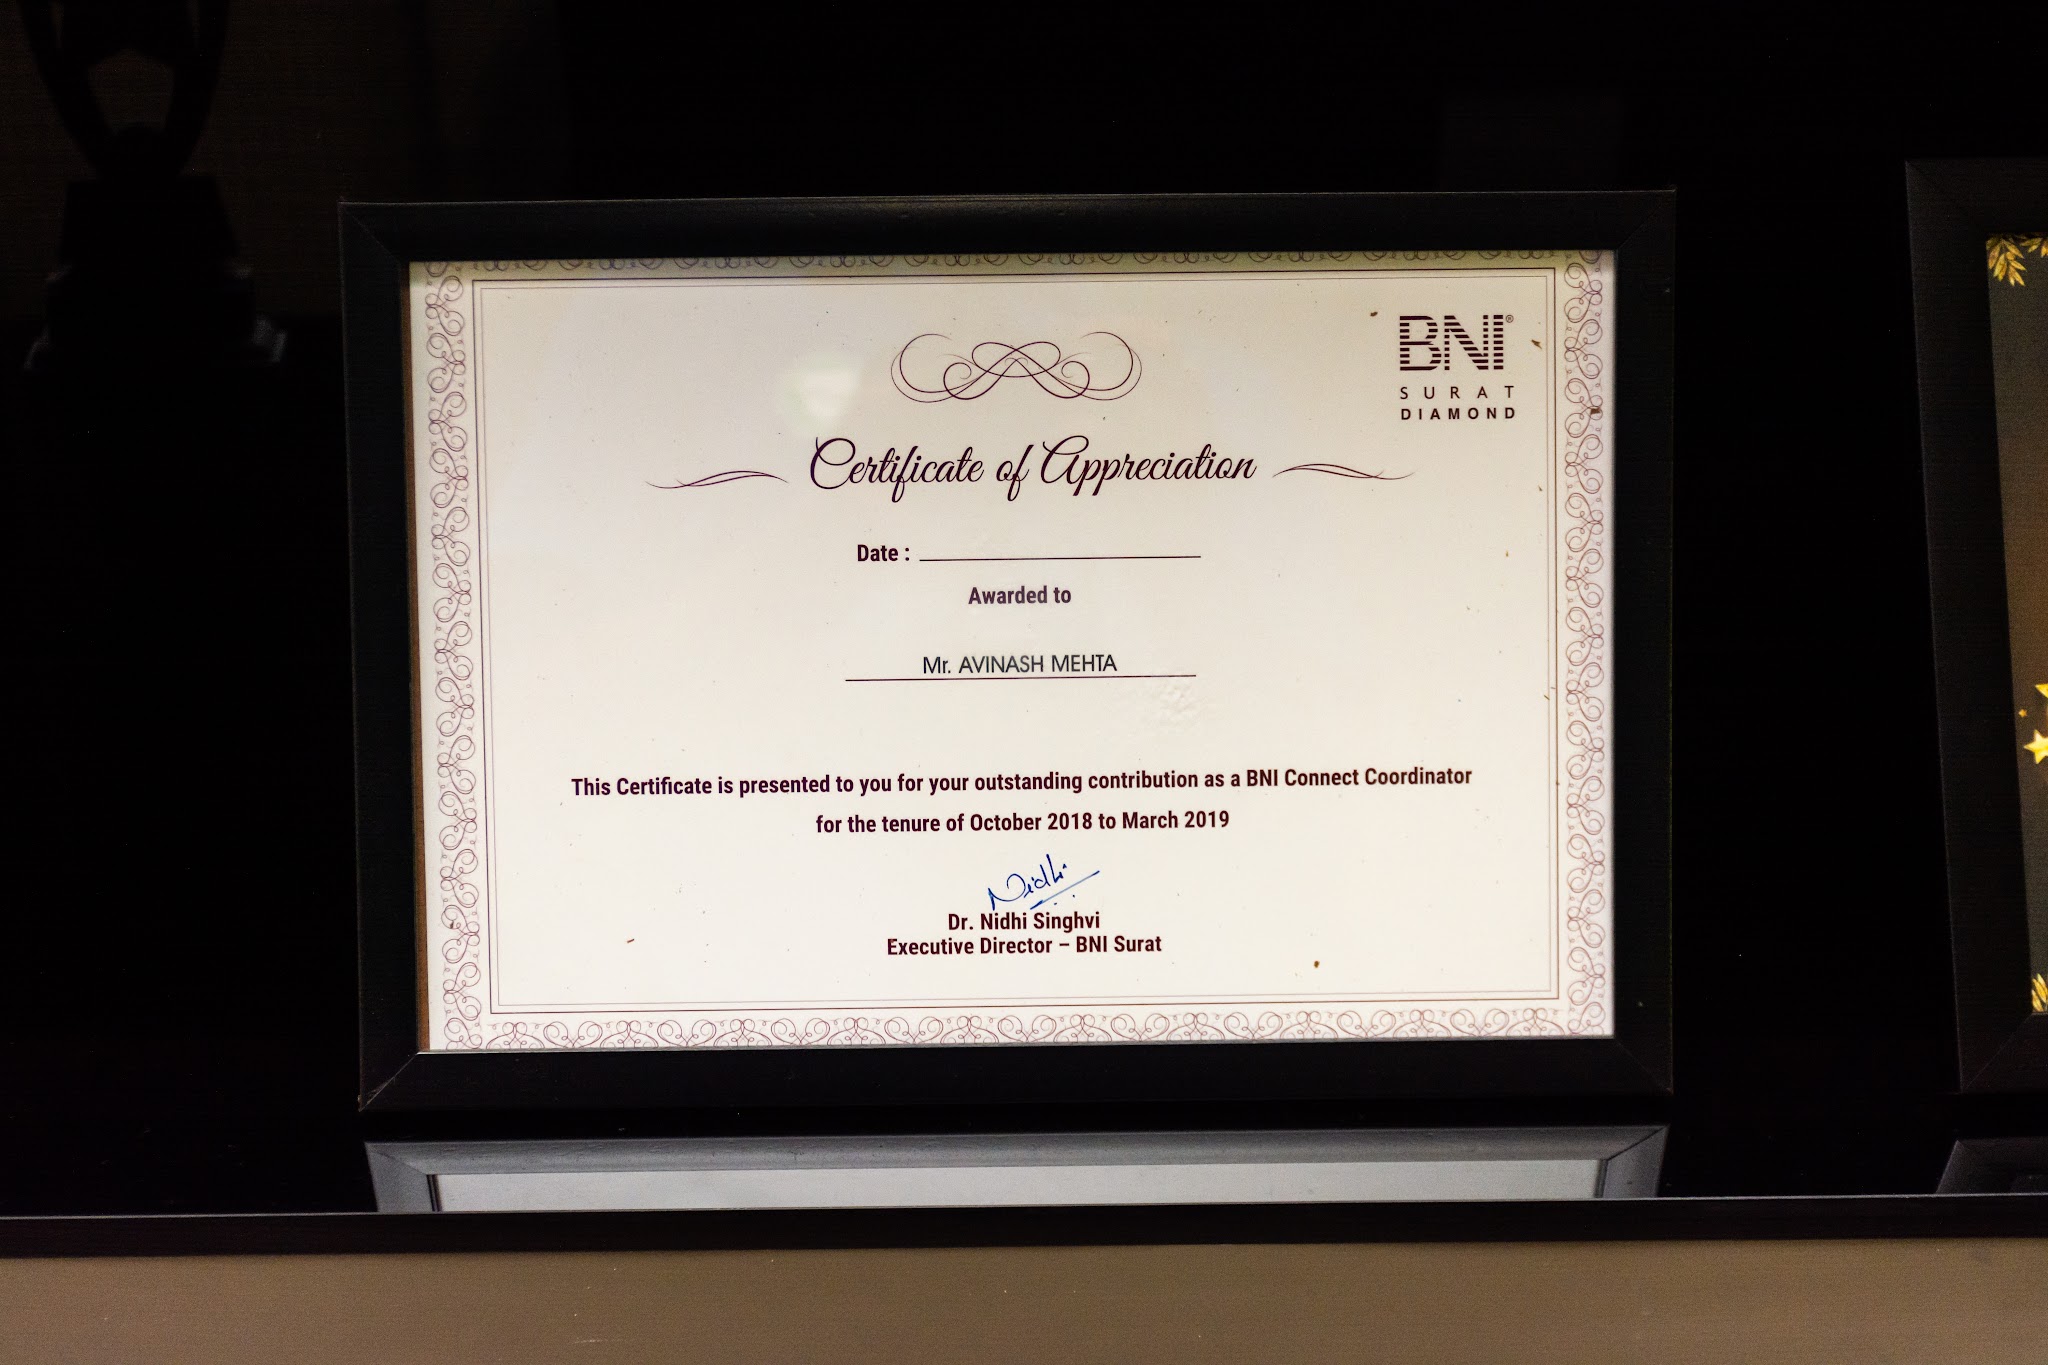 BNI®
SURAT
DIAMOND
Certificate of Appreciation
Date :
Awarded to
Mr. AVINASH MEHTA
This Certificate is presented to you for your outstanding contribution as a BNI Connect Coordinator
for the tenure of October 2018 to March 2019
Nidhi
Dr. Nidhi Singhvi
Executive Director – BNI Surat